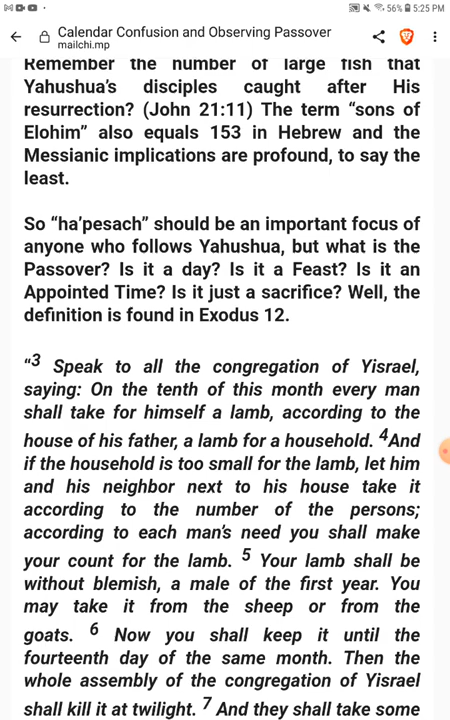 56% 5:25 PM
Calendar Confusion and Observing Passover
mailchi.mp
Remember the number of large fish that
Yahushua’s disciples caught after His
resurrection? (John 21:11) The term “sons of
Elohim” also equals 153 in Hebrew and the
Messianic implications are profound, to say the
least.
So “ha’pesach” should be an important focus of
anyone who follows Yahushua, but what is the
Passover? Is it a day? Is it a Feast? Is it an
Appointed Time? Is it just a sacrifice? Well, the
definition is found in Exodus 12.
“3 Speak to all the congregation of Yisrael,
saying: On the tenth of this month every man
shall take for himself a lamb, according to the
house of his father, a lamb for a household. 4And
if the household is too small for the lamb, let him
and his neighbor next to his house take it
according to the number of the persons;
according to each man’s need you shall make
your count for the lamb. 5 Your lamb shall be
without blemish, a male of the first year. You
may take it from the sheep or from the
goats. 6 Now you shall keep it until the
fourteenth day of the same month. Then the
whole assembly of the congregation of Yisrael
shall kill it at twilight. 7 And they shall take some